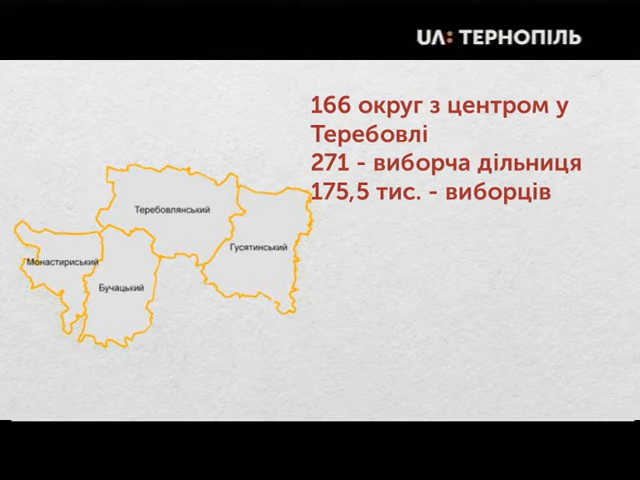 UA: ТЕРНОПІЛЬ
166 округ з центром у
Теребовлі
271 - виборча дільниця
175,5 тис. - виборців
Теребовлянський
Гусятинський
Монастириський
Бучацький